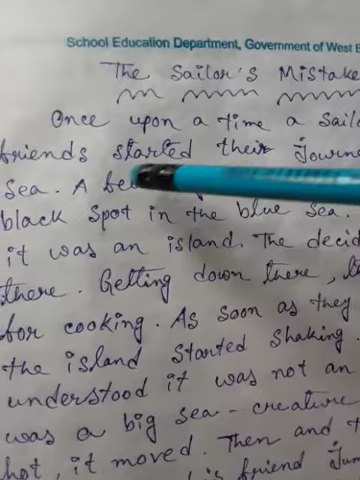 School Education Department, Government of West B
The Sailor's Mistake
Once upon a time a Sailo
friends started their Journe
Sea. A
black spot in the blue sea.
it was an island. The decid
there. Getting down there,
for cooking. As soon as they
the island started shaking.
understood it was not an
was a big sea-creature
hot, it moved. Then and
friend Jum